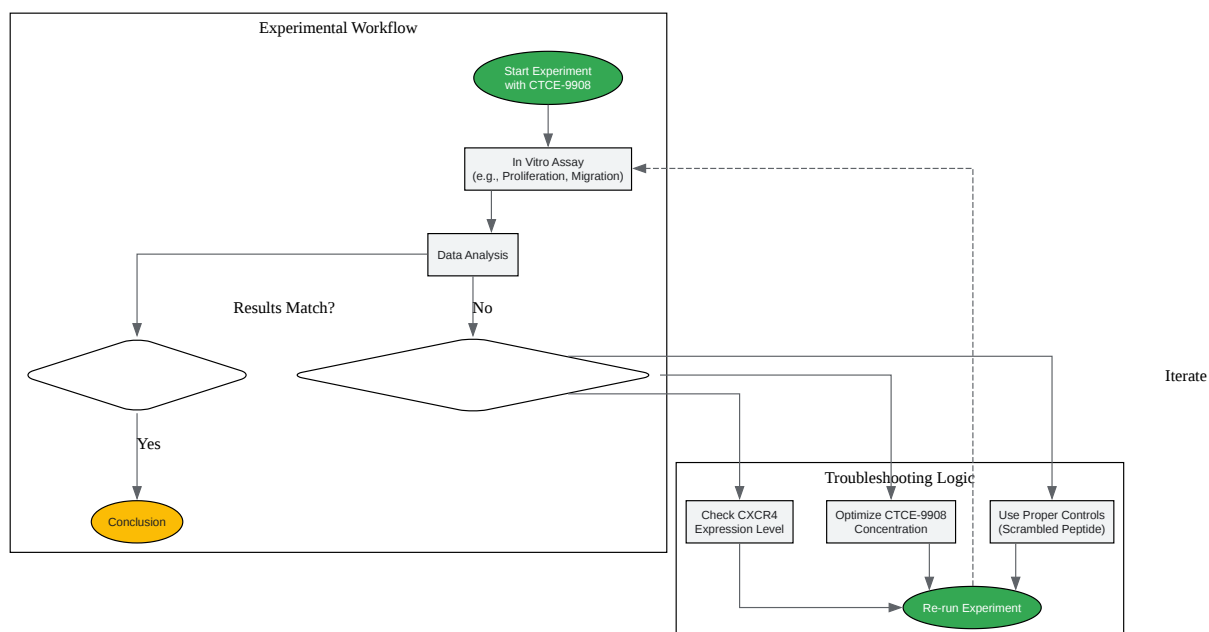 Experimental Workflow
Start Experiment
with CTCE-9908
In Vitro Assay
(e.g., Proliferation, Migration)
Data Analysis
Results Match?
No
Iterate
Yes
Troubleshooting Logic
Conclusion
Check CXCR4
Expression Level
Optimize CTCE-9908
Concentration
Use Proper Controls
(Scrambled Peptide)
Re-run Experiment